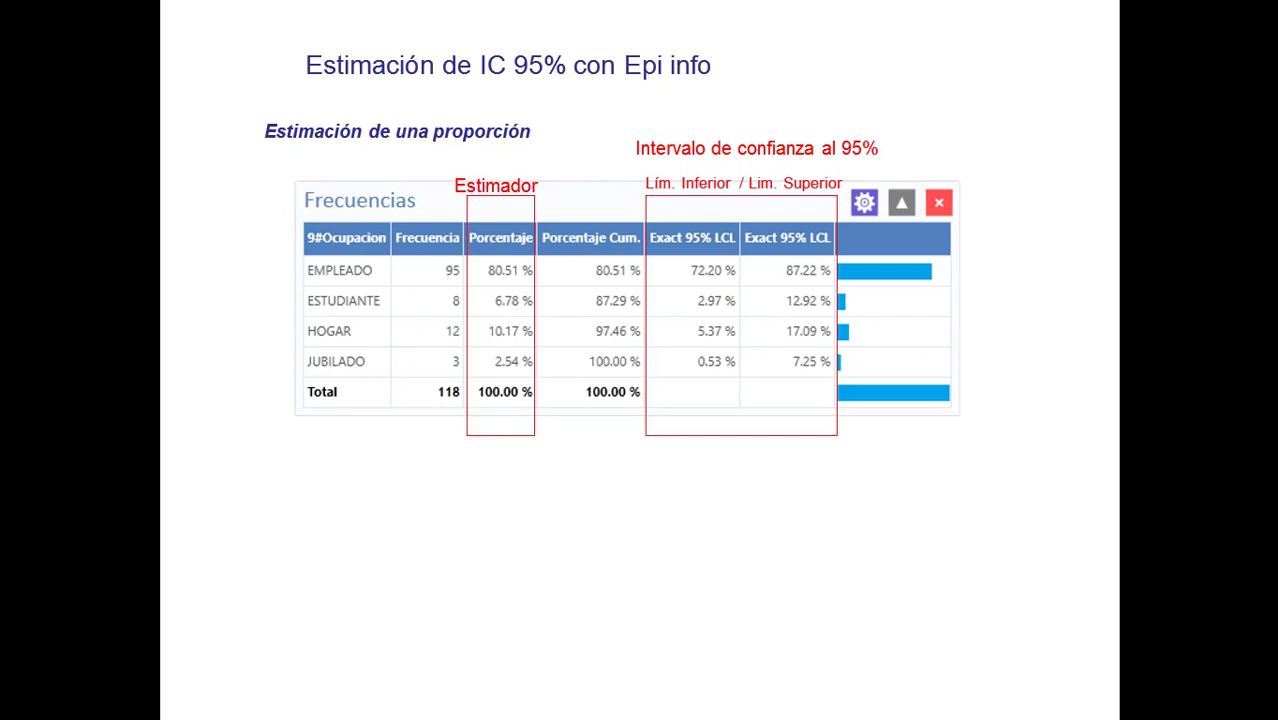 Estimación de IC 95% con Epi info
Estimación de una proporción
Intervalo de confianza al 95%
Estimador
Lím. Inferior / Lim. Superior
Frecuencias
9#Ocupacion Frecuencia Porcentaje Porcentaje Cum. Exact 95% LCL Exact 95% LCL
EMPLEADO 95 80.51 % 80.51 % 72.20 % 87.22 %
ESTUDIANTE 8 6.78 % 87.29 % 2.97 % 12.92 %
HOGAR 12 10.17 % 97.46 % 5.37 % 17.09 %
JUBILADO 3 2.54 % 100.00 % 0.53 % 7.25 %
Total 118 100.00 % 100.00 %